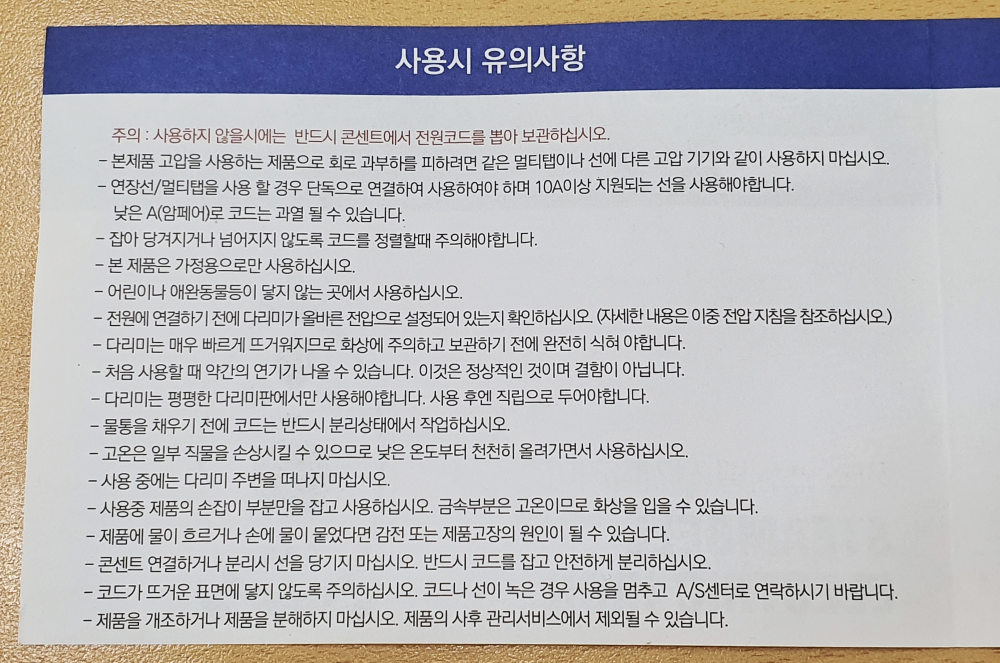 사용시 유의사항
주의 : 사용하지 않을시에는 반드시 콘센트에서 전원코드를 뽑아 보관하십시오.
- 본제품 고압을 사용하는 제품으로 회로 과부하를 피하려면 같은 멀티탭이나 선에 다른 고압 기기와 같이 사용하지 마십시오.
- 연장선/멀티탭을 사용 할 경우 단독으로 연결하여 사용하여야 하며 10A이상 지원되는 선을 사용해야합니다.
낮은 A(암페어)로 코드는 과열 될 수 있습니다.
- 잡아 당겨지거나 넘어지지 않도록 코드를 정렬할때 주의해야합니다.
- 본 제품은 가정용으로만 사용하십시오.
- 어린이나 애완동물등이 닿지 않는 곳에서 사용하십시오.
- 전원에 연결하기 전에 다리미가 올바른 전압으로 설정되어 있는지 확인하십시오. (자세한 내용은 이중 전압 지침을 참조하십시오.)
- 다리미는 매우 빠르게 뜨거워지므로 화상에 주의하고 보관하기 전에 완전히 식혀 야합니다.
- 처음 사용할 때 약간의 연기가 나올 수 있습니다. 이것은 정상적인 것이며 결함이 아닙니다.
- 다리미는 평평한 다리미판에서만 사용해야합니다. 사용 후엔 직립으로 두어야합니다.
- 물통을 채우기 전에 코드는 반드시 분리상태에서 작업하십시오.
- 고온은 일부 직물을 손상시킬 수 있으므로 낮은 온도부터 천천히 올려가면서 사용하십시오.
- 사용 중에는 다리미 주변을 떠나지 마십시오.
- 사용중 제품의 손잡이 부분만을 잡고 사용하십시오. 금속부분은 고온이므로 화상을 입을 수 있습니다.
- 제품에 물이 흐르거나 손에 물이 뭍었다면 감전 또는 제품고장의 원인이 될 수 있습니다.
- 콘센트 연결하거나 분리시 선을 당기지 마십시오. 반드시 코드를 잡고 안전하게 분리하십시오.
- 코드가 뜨거운 표면에 닿지 않도록 주의하십시오. 코드나 선이 녹은 경우 사용을 멈추고 A/S센터로 연락하시기 바랍니다.
- 제품을 개조하거나 제품을 분해하지 마십시오. 제품의 사후 관리서비스에서 제외될 수 있습니다.